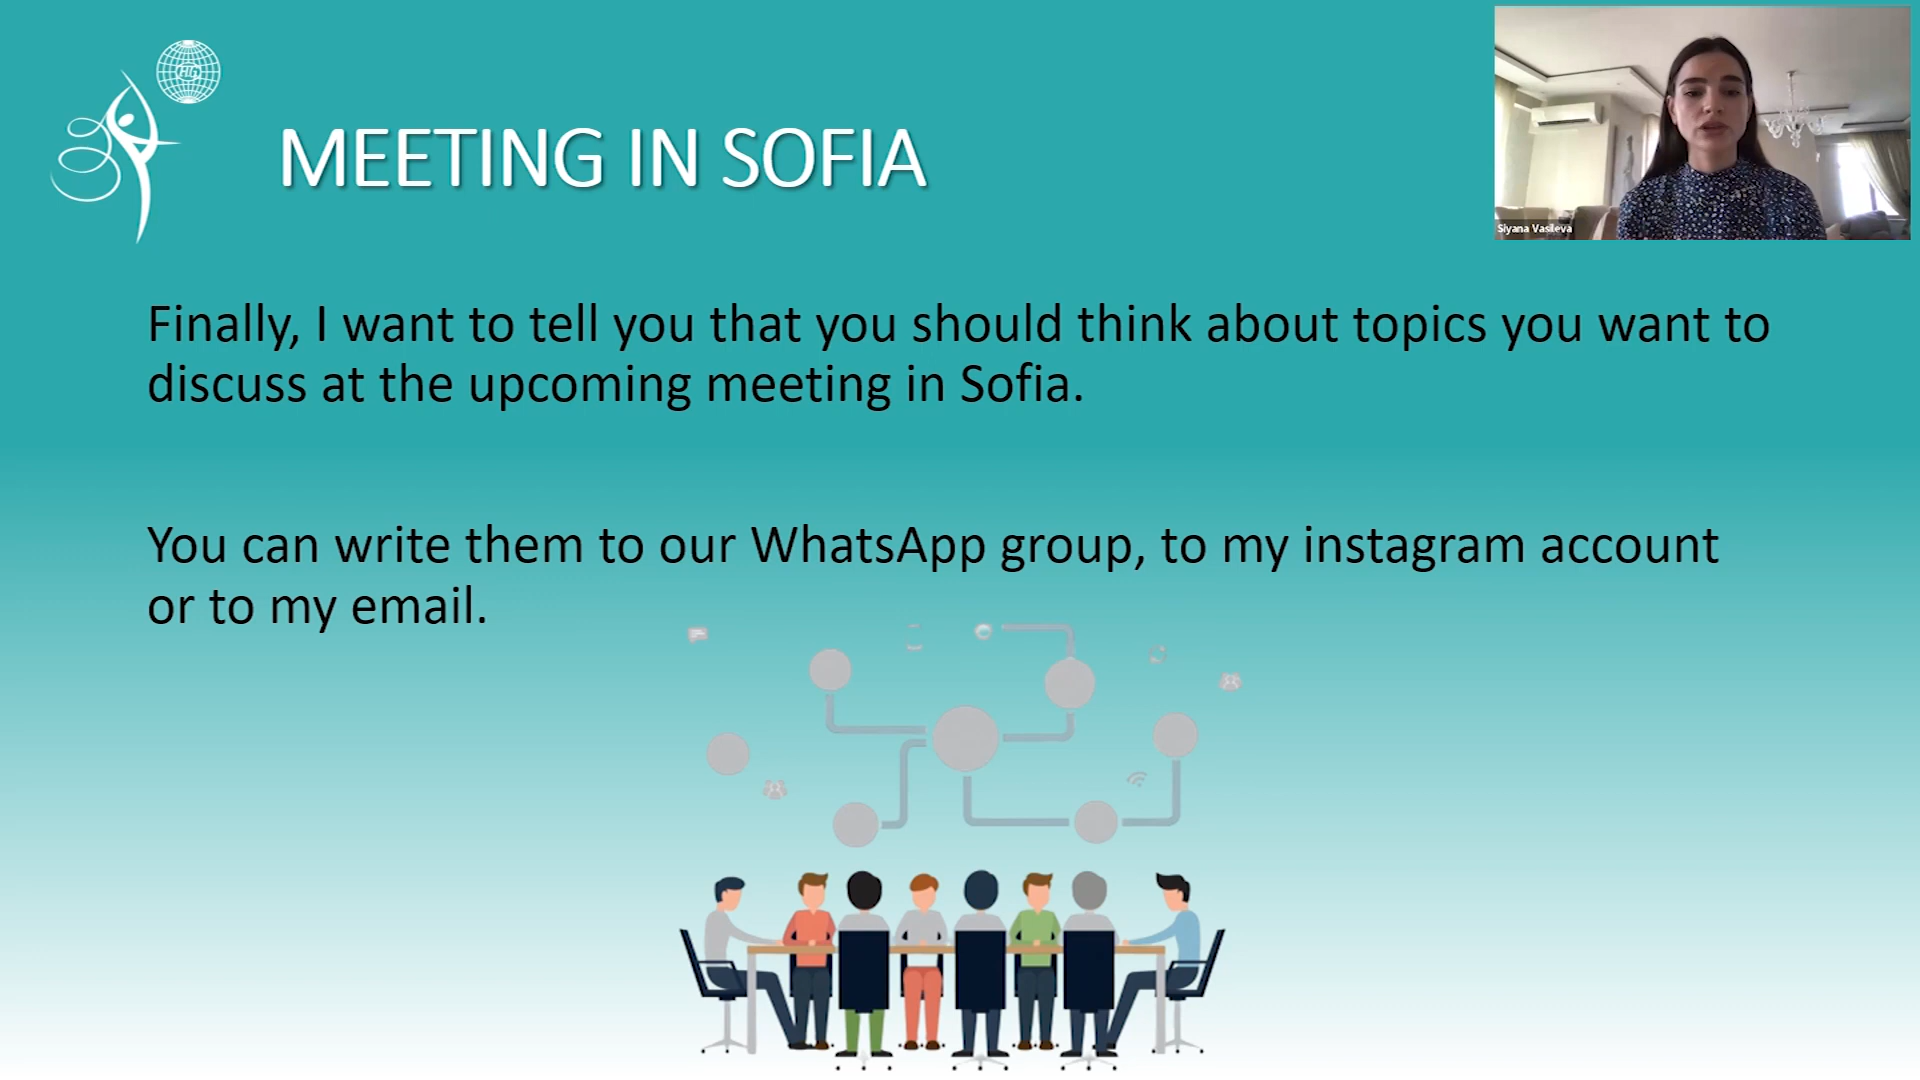 MEETING IN SOFIA
Siyana Vasileva
Finally, I want to tell you that you should think about topics you want to
discuss at the upcoming meeting in Sofia.
You can write them to our WhatsApp group, to my instagram account
or to my email.